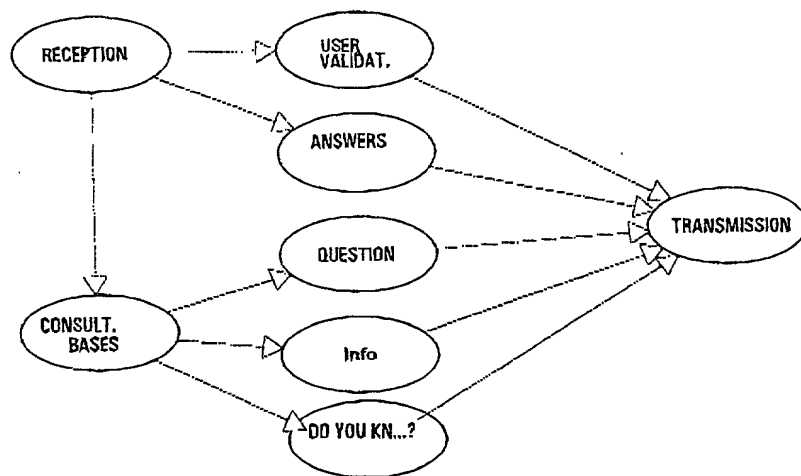 RECEPTION
USER
VALIDAT.
ANSWERS
QUESTION
TRANSMISSION
CONSULT.
BASES
Info
DO YOU KN...?